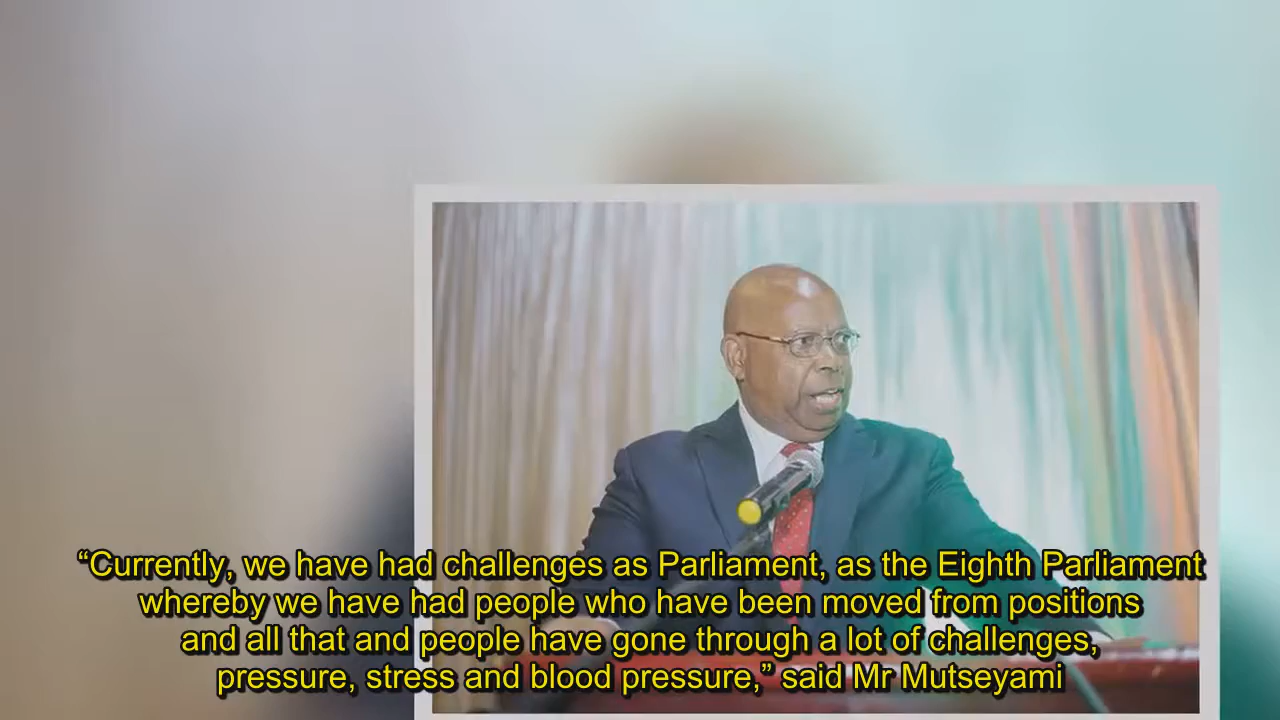 “Currently, we have had challenges as Parliament, as the Eighth Parliament
whereby we have had people who have been moved from positions
and all that and people have gone through a lot of challenges,
pressure, stress and blood pressure,” said Mr Mutseyami